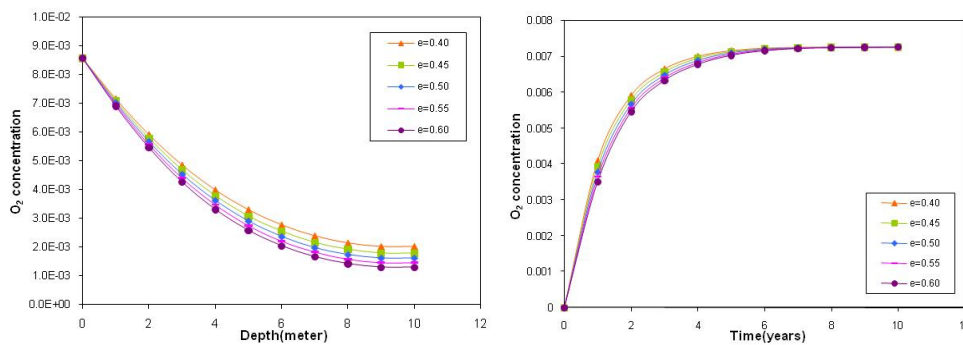 1.0E-02
9.0E-03
8.0E-03
7.0E-03
6.0E-03
5.0E-03
4.0E-03
3.0E-03
2.0E-03
1.0E-03
0.0E+00
O2 concentration
e=0.40
e=0.45
e=0.50
e=0.55
e=0.60
0 2 4 6 8 10 12
Depth(meter)
0.008
0.007
0.006
0.005
0.004
0.003
0.002
0.001
0
O2 concentration
e=0.40
e=0.45
e=0.50
e=0.55
e=0.60
0 2 4 6 8 10 12
Time(years)